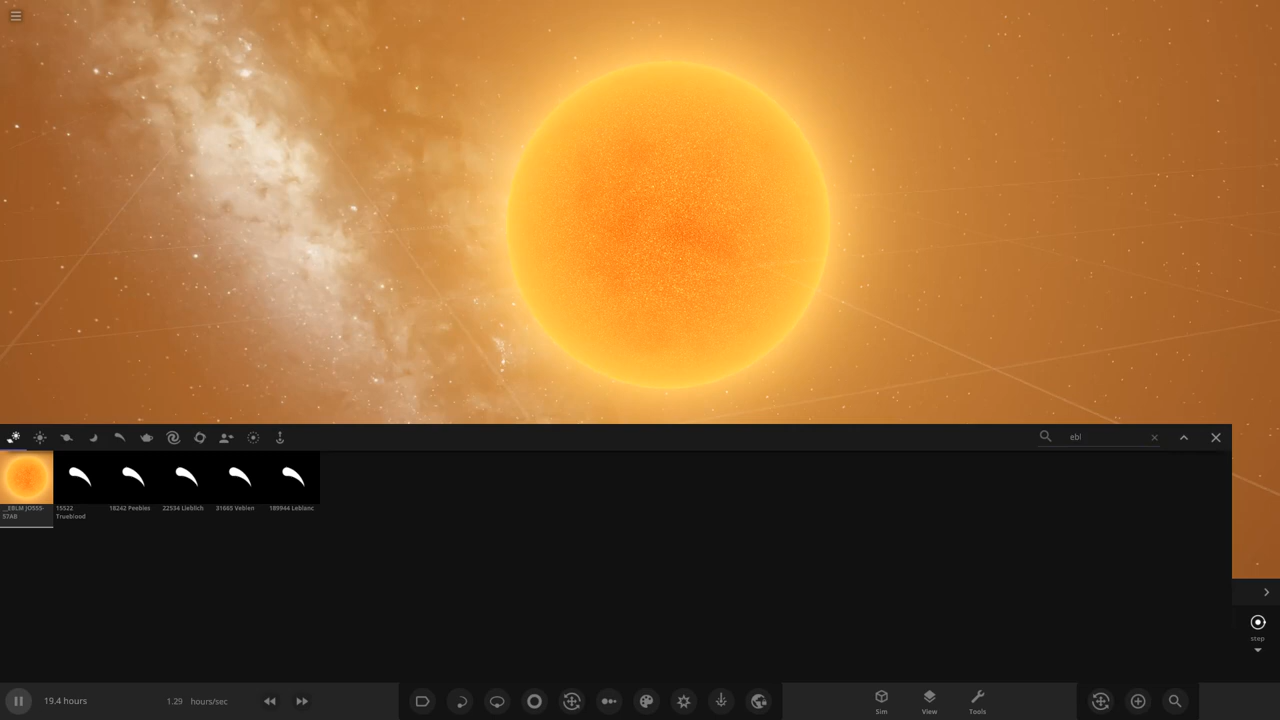 ebl
__EBLM J0555-
57AB
15522
Trueblood
18242 Peebles
22534 Lieblich
31665 Veblen
189944 Leblanc
step
19.4 hours
1.29 hours/sec
Sim
View
Tools